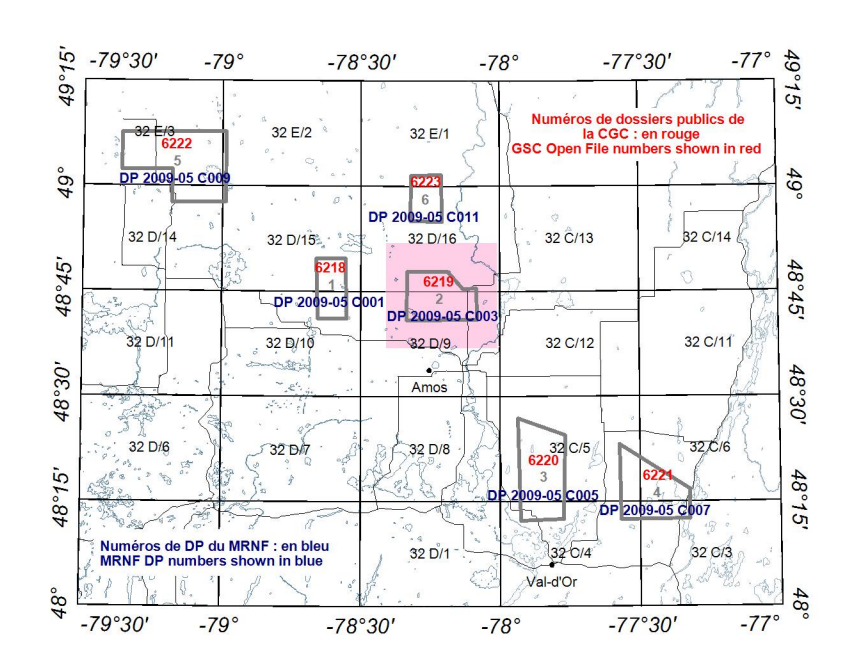 -79°30' -79° -78°30' -78° -77°30' -77°
49°15' 49°15'
Numéros de dossiers publics de
la CGC : en rouge
GSC Open File numbers shown in red
32 E/3 32 E/2 32 E/1
6222
5
DP 2009-05 C009
49° 49°
6223
6
DP 2009-05 C011
32 D/14 32 D/15 32 D/16 32 C/13 32 C/14
6218
1
DP 2009-05 C001
6219
2
DP 2009-05 C003
48°45' 48°45'
32 D/11 32 D/10 32 D/9 32 C/12 32 C/11
Amos
48°30' 48°30'
32 D/6 32 D/7 32 D/8 32 C/5 32 C/6
6220
3
DP 2009-05 C005
6221
4
DP 2009-05 C007
48°15' 48°15'
Numéros de DP du MRNF : en bleu
MRNF DP numbers shown in blue
32 D/1 32 C/4 32 C/3
Val-d'Or
48° 48°
-79°30' -79° -78°30' -78° -77°30' -77°